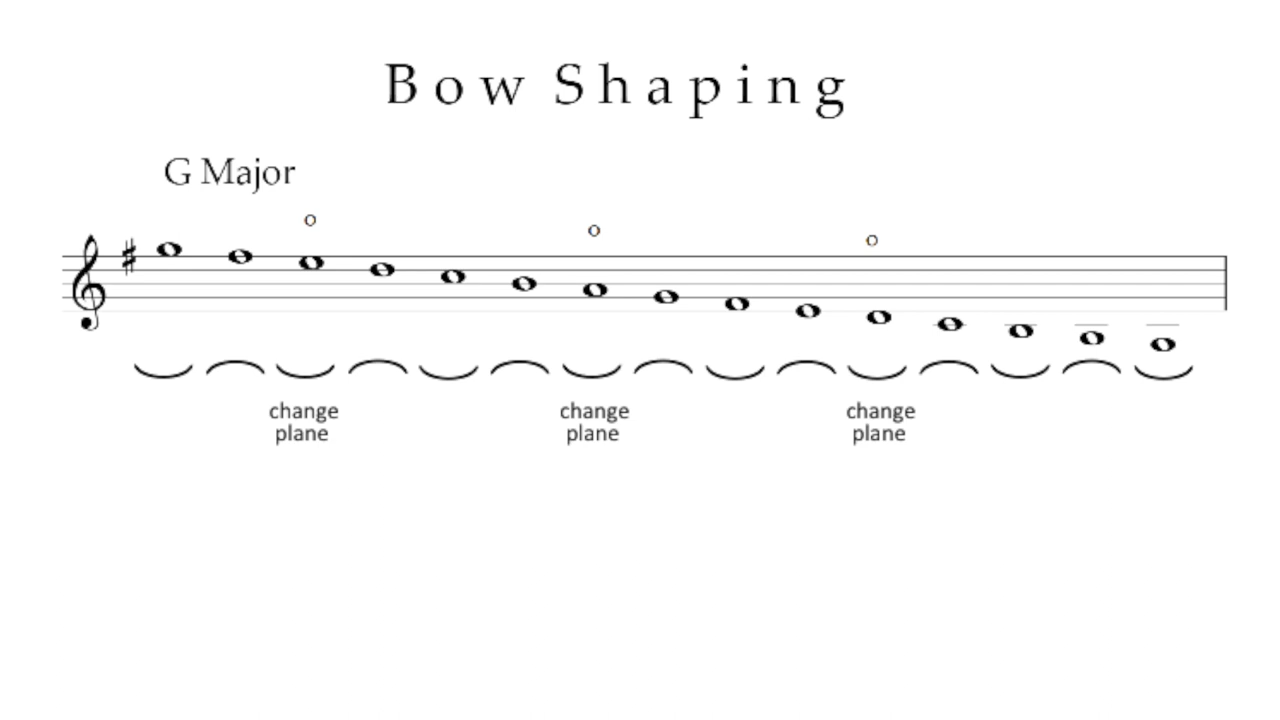 Bow Shaping
G Major
o o o
change change change
plane plane plane